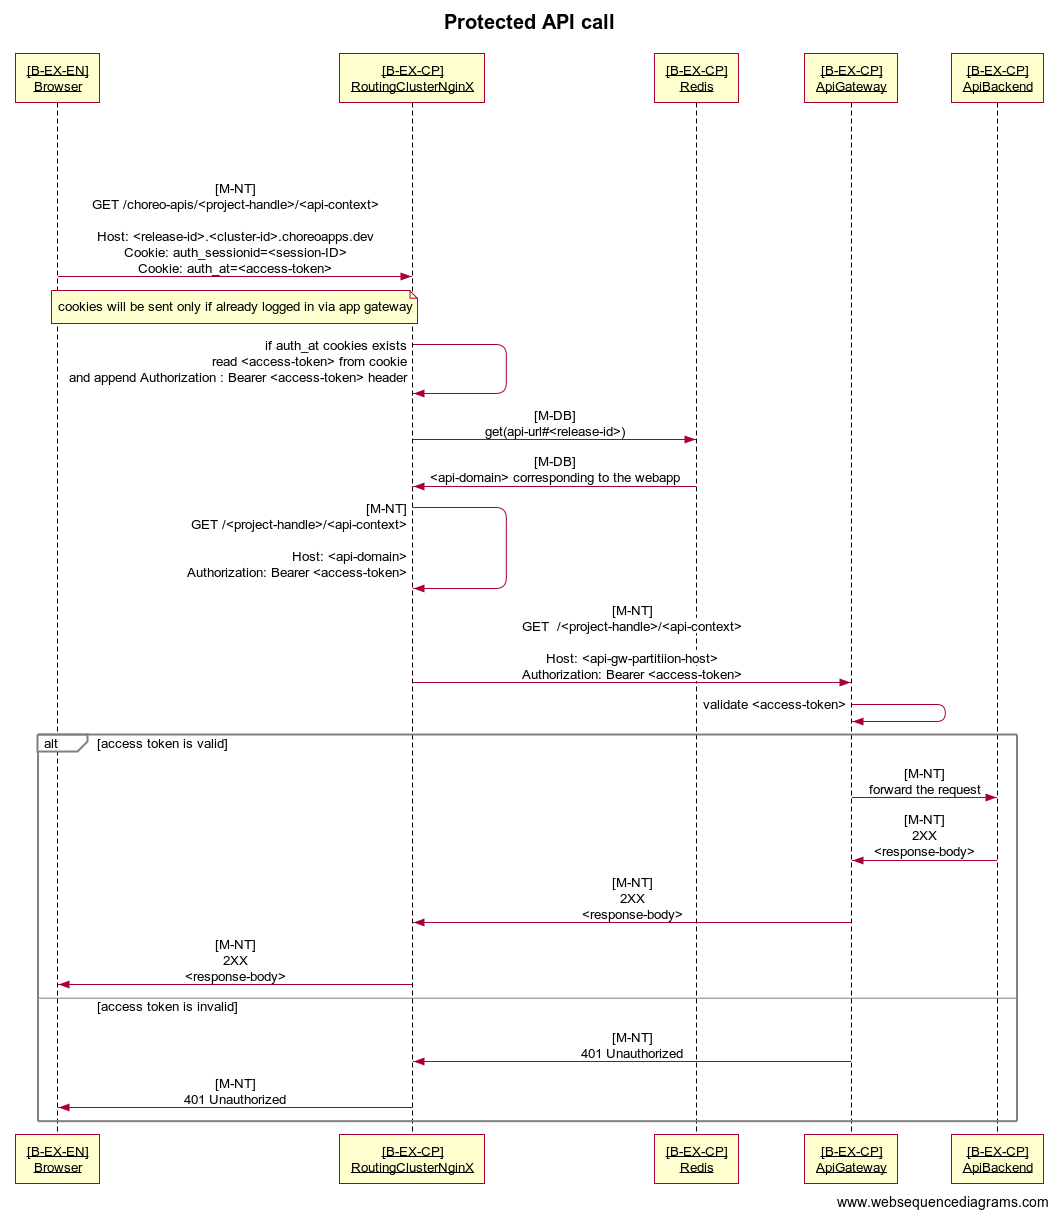 Protected API call
[B-EX-EN]
Browser
[B-EX-CP]
RoutingClusterNginX
[B-EX-CP]
Redis
[B-EX-CP]
ApiGateway
[B-EX-CP]
ApiBackend
[M-NT]
GET /choreo-apis/<project-handle>/<api-context>
Host: <release-id>.<cluster-id>.choreoapps.dev
Cookie: auth_sessionid=<session-ID>
Cookie: auth_at=<access-token>
cookies will be sent only if already logged in via app gateway
if auth_at cookies exists
read <access-token> from cookie
and append Authorization : Bearer <access-token> header
[M-DB]
get(api-url#<release-id>)
[M-DB]
<api-domain> corresponding to the webapp
[M-NT]
GET /<project-handle>/<api-context>
Host: <api-domain>
Authorization: Bearer <access-token>
[M-NT]
GET  /<project-handle>/<api-context>
Host: <api-gw-partitiion-host>
Authorization: Bearer <access-token>
validate <access-token>
alt [access token is valid]
[M-NT]
forward the request
[M-NT]
2XX
<response-body>
[M-NT]
2XX
<response-body>
[M-NT]
2XX
<response-body>
[access token is invalid]
[M-NT]
401 Unauthorized
[M-NT]
401 Unauthorized
[B-EX-EN]
Browser
[B-EX-CP]
RoutingClusterNginX
[B-EX-CP]
Redis
[B-EX-CP]
ApiGateway
[B-EX-CP]
ApiBackend
www.websequencediagrams.com